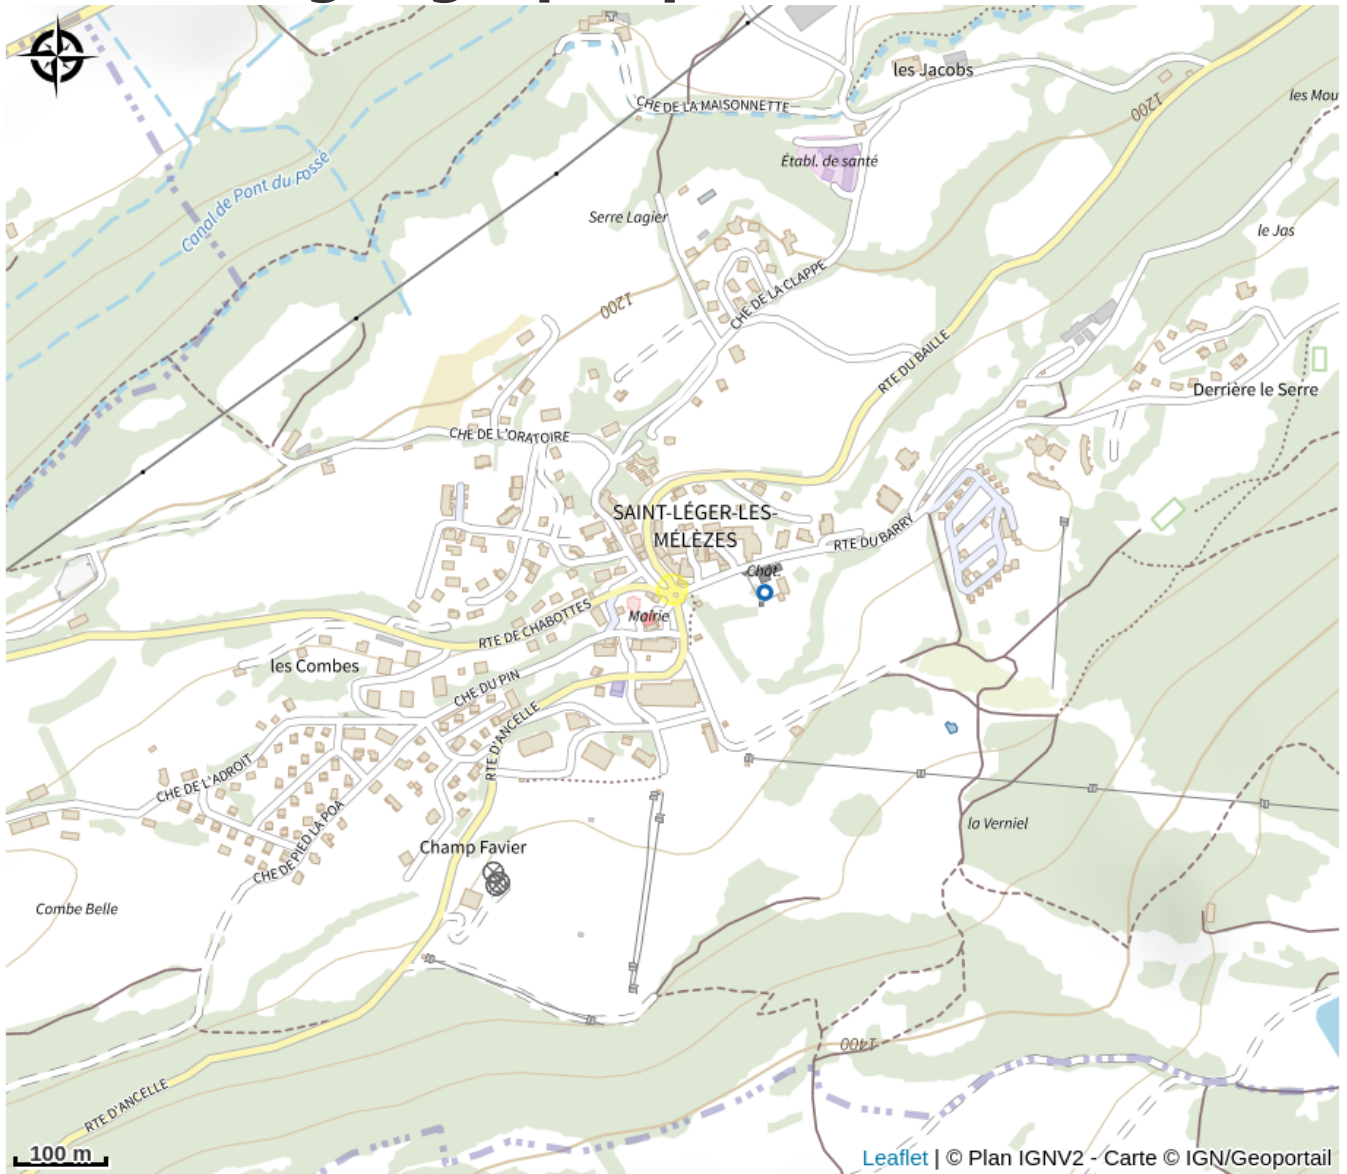 les Jacobs
les Mou
CHE DE LA MAISONNETTE
1200
Établ. de santé
Canal de Pont du Fossé
Serre Lagier
le Jas
CHE DE LA CLAPPE
1200
RTE DU BAILLE
Derrière le Serre
CHE DE L'ORATOIRE
SAINT-LÉGER-LES-
MÉLÈZES
RTE DU BARRY
Chât.
RTE DE CHABOTTES
Mairie
les Combes
CHE DU PIN
RTE D'ANCELLE
CHE DE L'ADROIT
CHE DE PIED LA POA
la Verniel
Champ Favier
Combe Belle
1400
RTE D'ANCELLE
100 m
Leaflet | © Plan IGNV2 - Carte © IGN/Geoportail